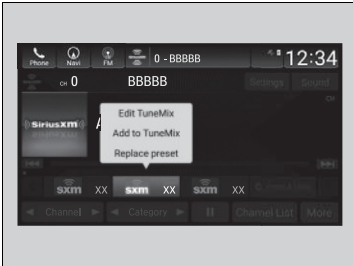 Phone Navi FM 0 - BBBBB 12:34
CH 0 BBBBB Settings Sound
CH
SiriusXM A
Edit TuneMix
Add to TuneMix
Replace preset
sxm XX sxm XX sxm XX
Channel Category Channel List More